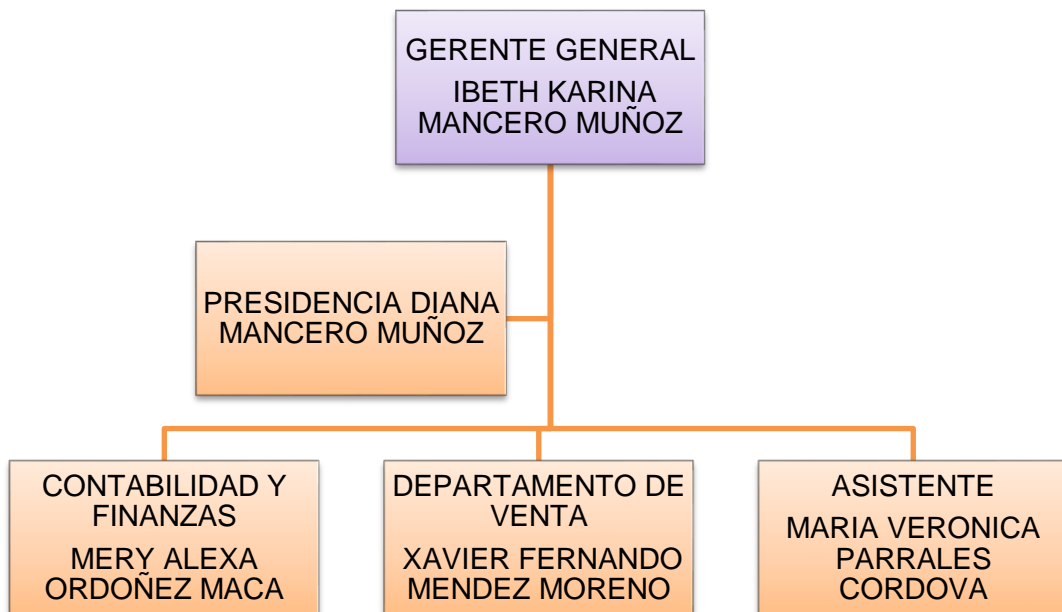 GERENTE GENERAL
IBETH KARINA
MANCERO MUÑOZ
PRESIDENCIA DIANA
MANCERO MUÑOZ
CONTABILIDAD Y
FINANZAS
MERY ALEXA
ORDOÑEZ MACA
DEPARTAMENTO DE
VENTA
XAVIER FERNANDO
MENDEZ MORENO
ASISTENTE
MARIA VERONICA
PARRALES
CORDOVA